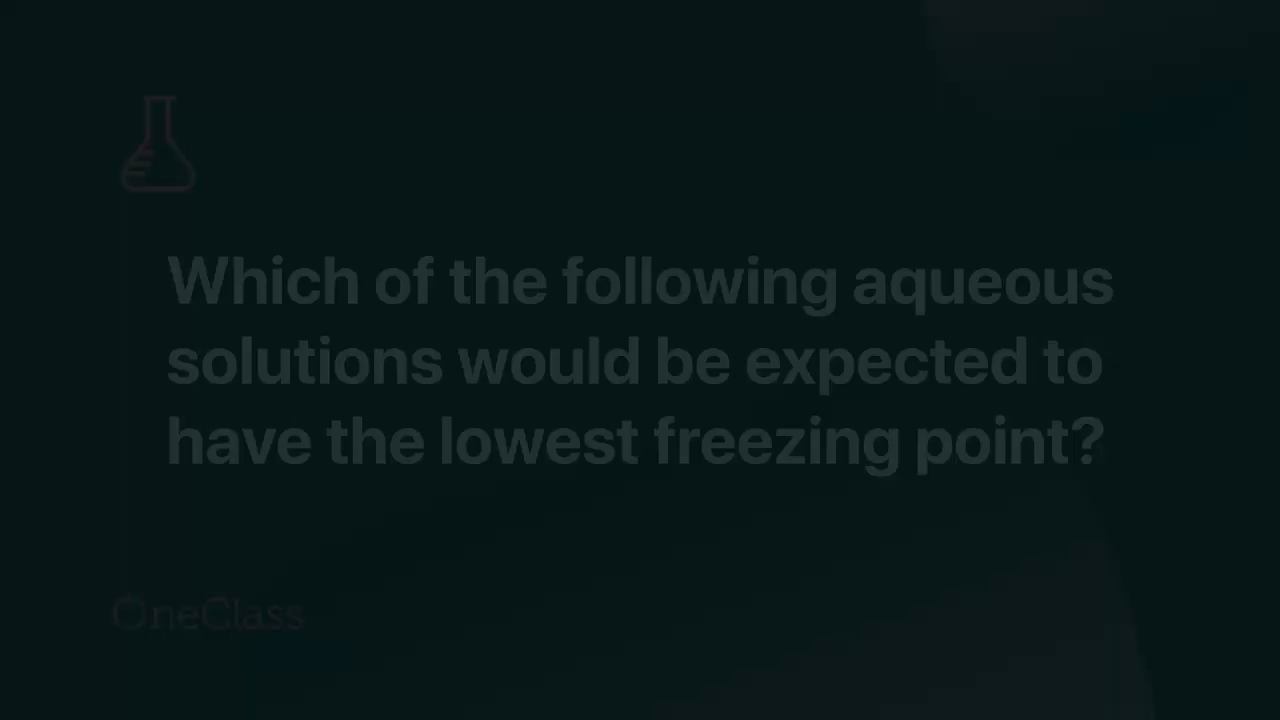 Which of the following aqueous
solutions would be expected to
have the lowest freezing point?
OneClass